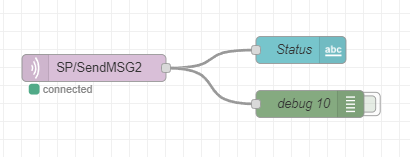 Status
abc
SP/SendMSG2
connected
debug 10